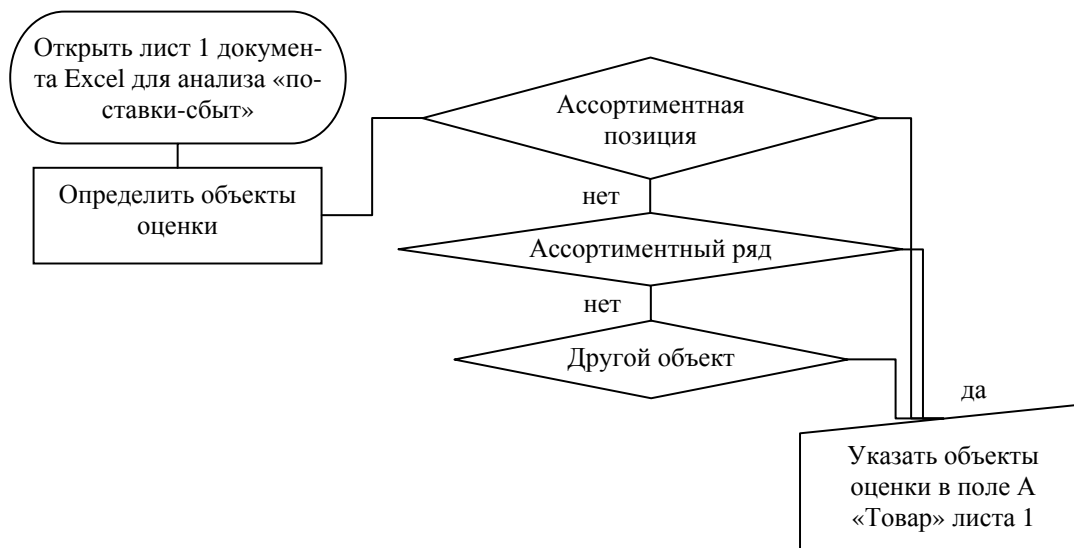 Открыть лист 1 докумен-
та Excel для анализа «по-
ставки-сбыт»
Определить объекты
оценки
Ассортиментная
позиция
нет
Ассортиментный ряд
нет
Другой объект
да
Указать объекты
оценки в поле А
«Товар» листа 1